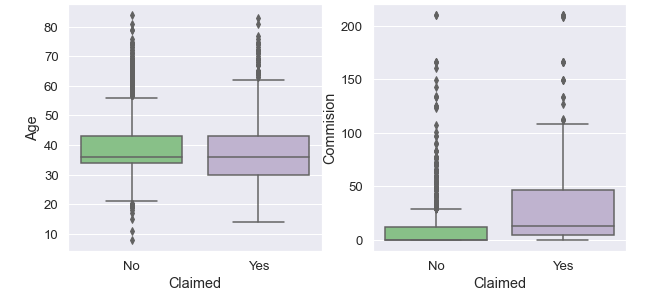 80
70
60
50
40
30
20
10
Age
No
Yes
Claimed
200
150
100
50
0
Commision
No
Yes
Claimed